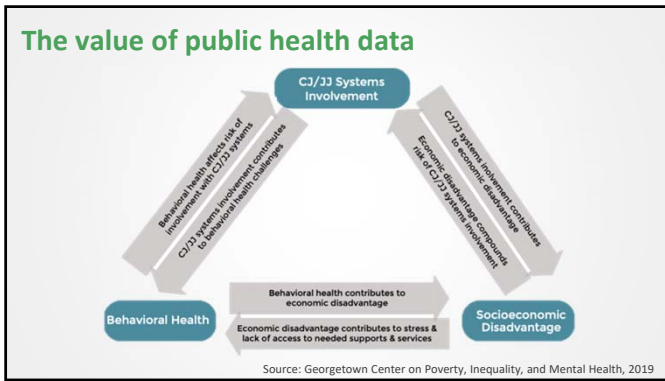 The value of public health data
CJ/JJ Systems
Involvement
Behavioral health affects risk of
involvement with CJ/JJ systems
CJ/JJ systems involvement contributes
to behavioral health challenges
CJ/JJ systems inolvement contributes
to economic disadvantage
Economic disadvantage compounds
risk of CJ/JJ systems involvement
Behavioral health contributes to
economic disadvantage
Behavioral Health
Socioeconomic
Disadvantage
Economic disadvantage contributes to stress &
lack of access to needed supports & services
Source: Georgetown Center on Poverty, Inequality, and Mental Health, 2019